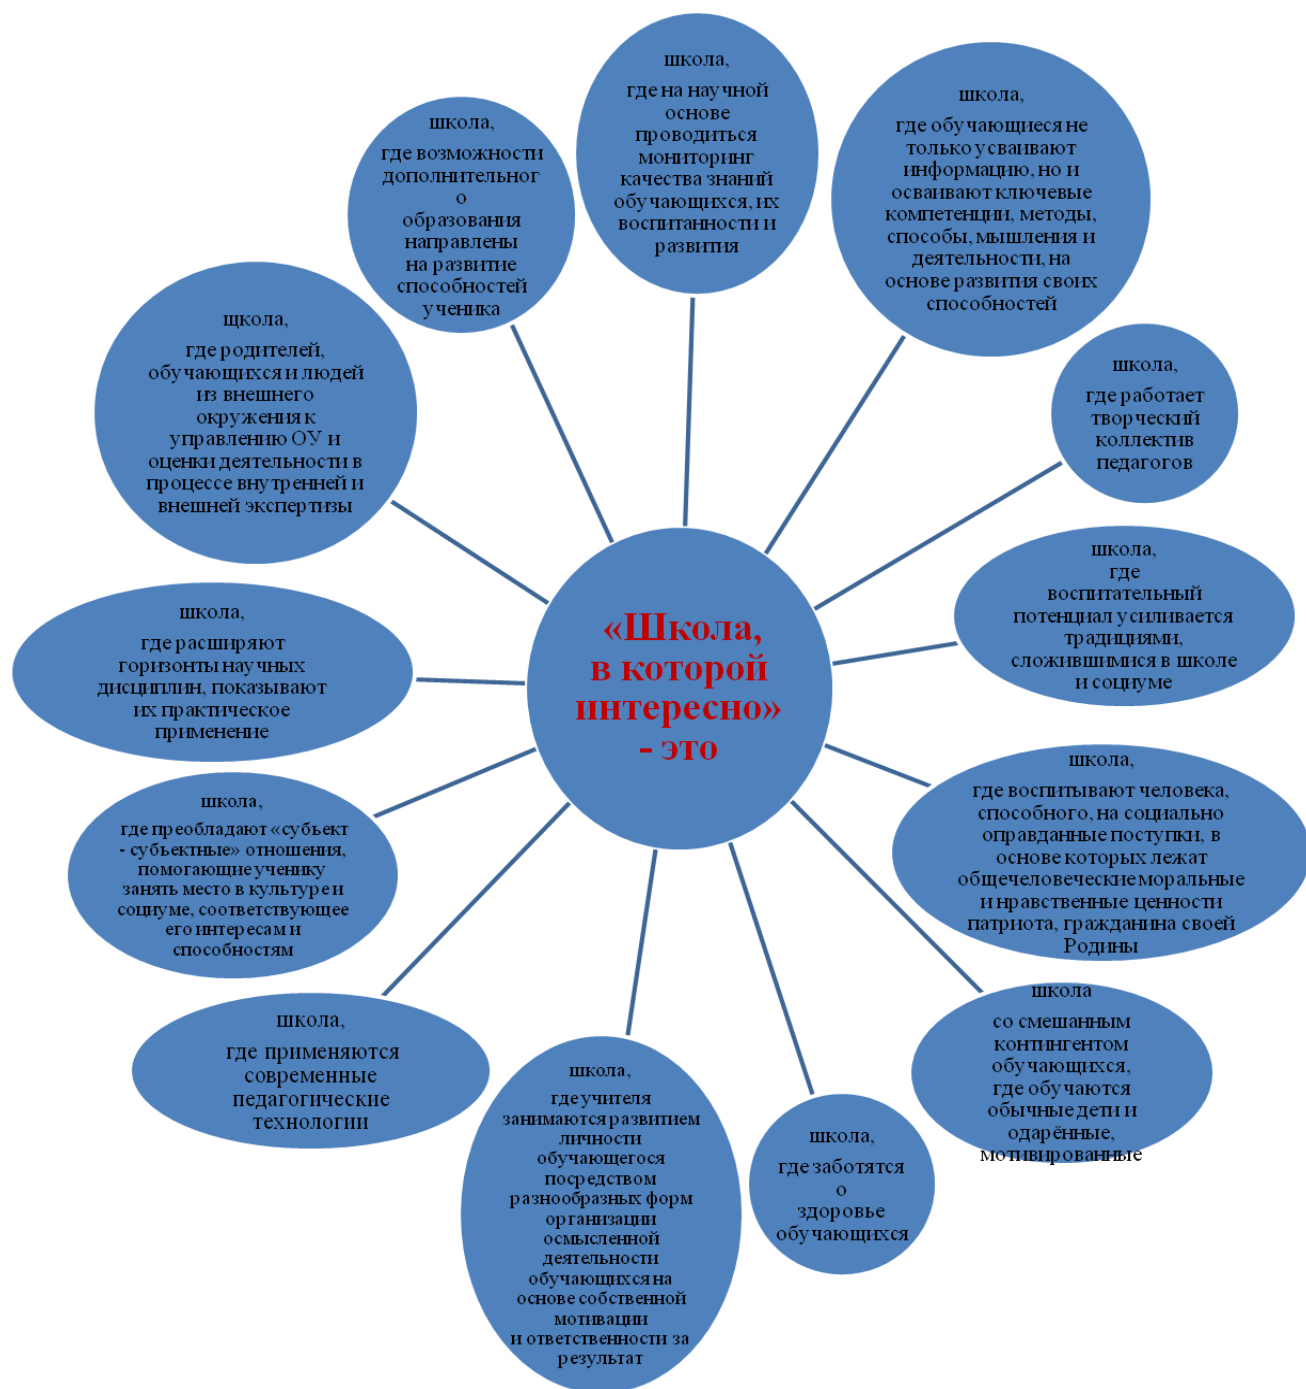 «Школа,
в которой
интересно»
- это
школа,
где на научной
основе
проводиться
мониторинг
качества знаний
обучающихся, их
воспитанности и
развития
школа,
где обучающиеся не
только усваивают
информацию, но и
осваивают ключевые
компетенции, методы,
способы, мышления и
деятельности, на
основе развития своих
способностей
школа,
где работает
творческий
коллектив
педагогов
школа,
где
воспитательный
потенциал усиливается
традициями,
сложившимися в школе
и социуме
школа,
где воспитывают человека,
способного, на социально
оправданные поступки, в
основе которых лежат
общечеловеческие моральные
и нравственные ценности
патриота, гражданина своей
Родины
школа
со смешанным
контингентом
обучающихся,
где обучаются
обычные дети и
одарённые,
мотивированные
школа,
где заботятся
о
здоровье
обучающихся
школа,
где учителя
занимаются развитием
личности
обучающегося
посредством
разнообразных форм
организации
осмысленной
деятельности
обучающихся на
основе собственной
мотивации
и ответственности за
результат
школа,
где применяются
современные
педагогические
технологии
школа,
где преобладают «субъект
- субъектные» отношения,
помогающие ученику
занять место в культуре и
социуме, соответствующее
его интересам и
способностям
школа,
где расширяют
горизонты научных
дисциплин, показывают
их практическое
применение
щкола,
где родителей,
обучающихся и людей
из внешнего
окружения к
управлению ОУ и
оценки деятельности в
процессе внутренней и
внешней экспертизы
школа,
где возможности
дополнительног
о
образования
направлены
на развитие
способностей
ученика